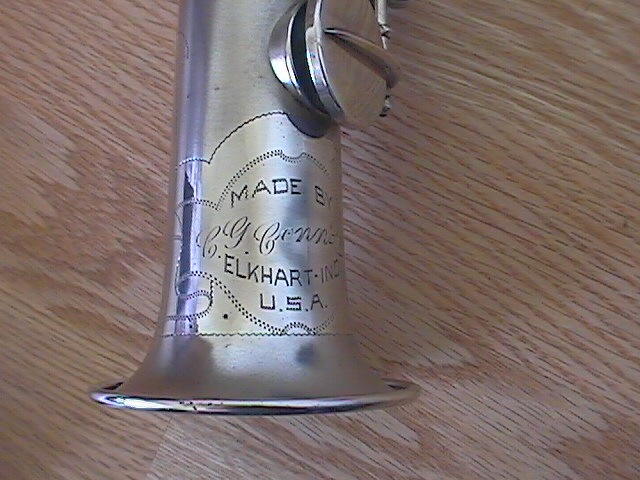 MADE BY
C.G. Conn
ELKHART-IND
U.S.A.